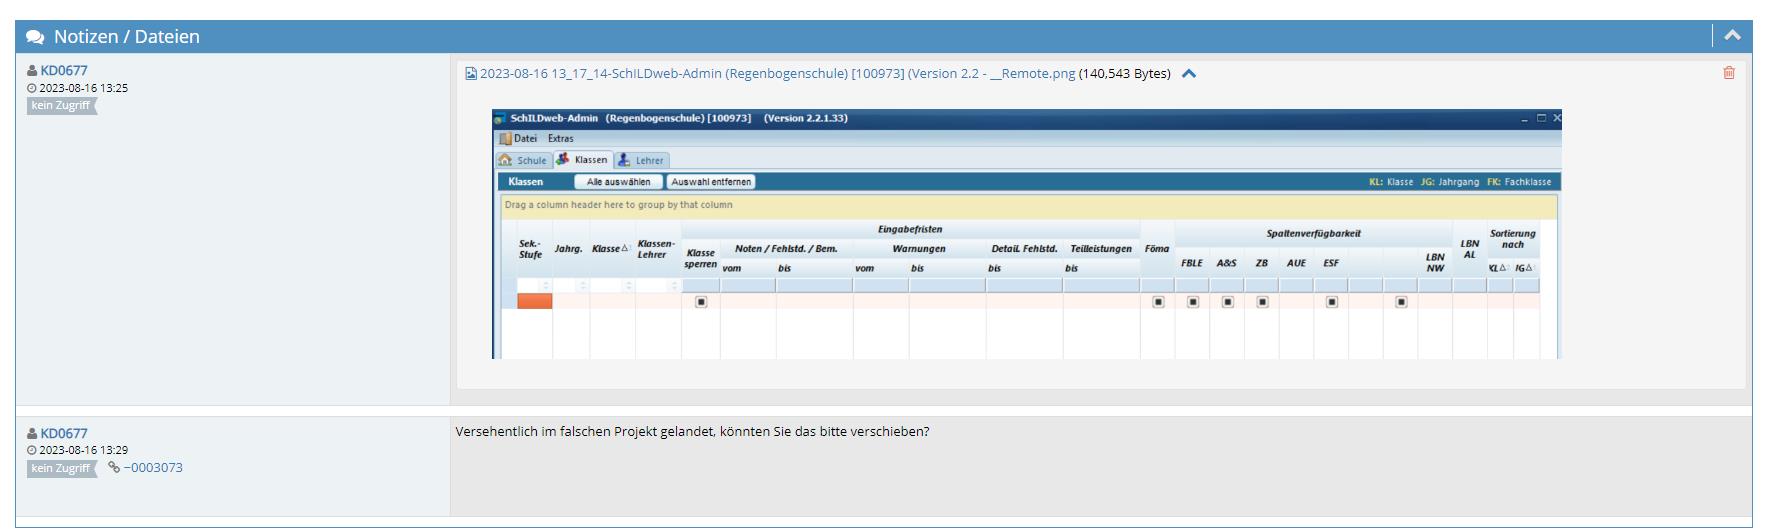 Notizen / Dateien
KD0677
2023-08-16 13:25
kein Zugriff
2023-08-16 13_17_14-SchILDweb-Admin (Regenbogenschule) [100973] (Version 2.2 - __Remote.png (140,543 Bytes)
SchILDweb-Admin (Regenbogenschule) [100973] (Version 2.2.1.33)
Datei Extras
Schule Klassen Lehrer
Klassen Alle auswählen Auswahl entfernen KL: Klasse JG: Jahrgang FK: Fachklasse
Drag a column header here to group by that column
Eingabefristen
Sek.-Stufe Jahrg. Klasse Klassen-Lehrer Klasse sperren Noten / Fehlstd. / Bem. Warnungen Detail. Fehlstd. Teilleistungen Föma Spaltenverfügbarkeit LBN AL Sortierung nach
vom bis vom bis bis bis FBLE A&S ZB AUE ESF LBN NW KL JG
KD0677
2023-08-16 13:29
kein Zugriff ~0003073
Versehentlich im falschen Projekt gelandet, könnten Sie das bitte verschieben?